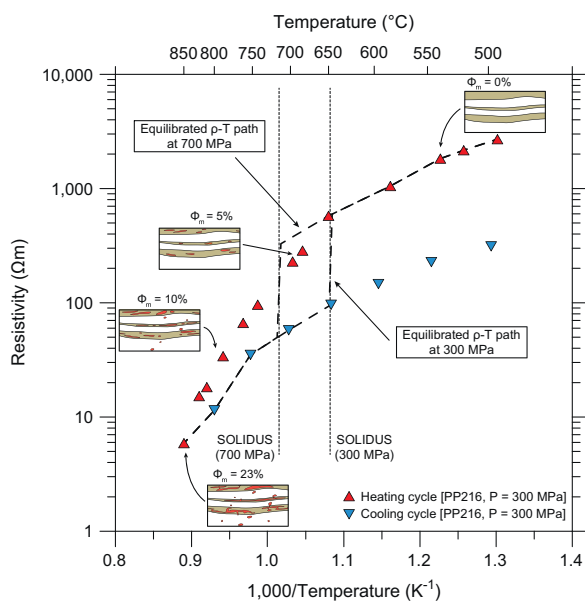 Temperature (°C)
850 800 750 700 650 600 550 500
10,000
1,000
100
10
1
Resistivity (Ωm)
Φm = 0%
Equilibrated ρ-T path
at 700 MPa
Φm = 5%
Φm = 10%
Equilibrated ρ-T path
at 300 MPa
SOLIDUS
(700 MPa)
SOLIDUS
(300 MPa)
Φm = 23%
Heating cycle [PP216, P = 300 MPa]
Cooling cycle [PP216, P = 300 MPa]
0.8 0.9 1.0 1.1 1.2 1.3 1.4
1,000/Temperature (K⁻¹)